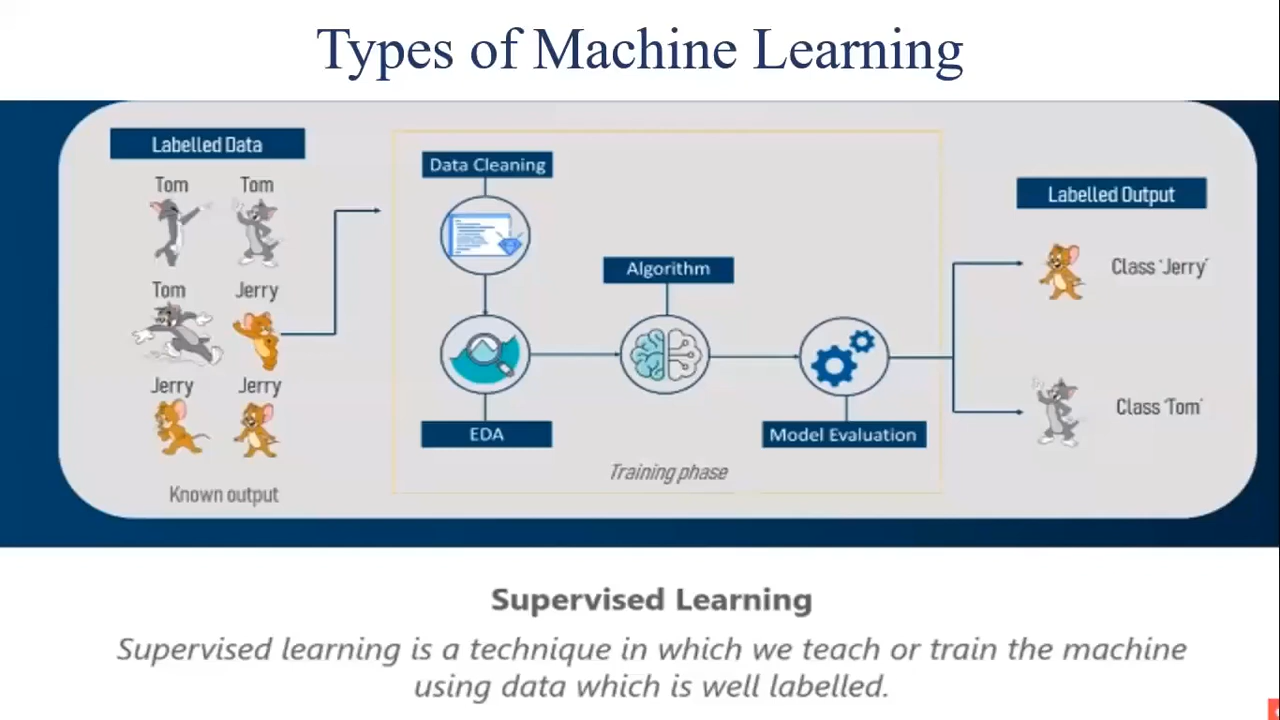 Types of Machine Learning
Labelled Data
Tom Tom
Tom Jerry
Jerry Jerry
Known output
Data Cleaning
EDA
Algorithm
Model Evaluation
Training phase
Labelled Output
Class 'Jerry'
Class 'Tom'
Supervised Learning
Supervised learning is a technique in which we teach or train the machine
using data which is well labelled.